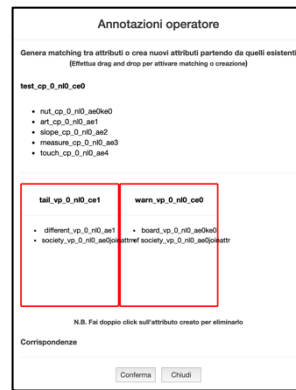 Annotazioni operatore
Genera matching tra attributi o crea nuovi attributi partendo da quelli esistenti
(Effettua drag and drop per attivare matching o creazione)
test_cp_0_nl0_ce0
nut_cp_0_nl0_ae0ke0
art_cp_0_nl0_ae1
slope_cp_0_nl0_ae2
measure_cp_0_nl0_ae3
touch_cp_0_nl0_ae4
tail_vp_0_nl0_ce1
different_vp_0_nl0_ae1
society_vp_0_nl0_ae0joinattr
warn_vp_0_nl0_ce0
board_vp_0_nl0_ae0ke0
society_vp_0_nl0_ae0joinattr
N.B. Fai doppio click sull'attributo creato per eliminarlo
Corrispondenze
Conferma Chiudi